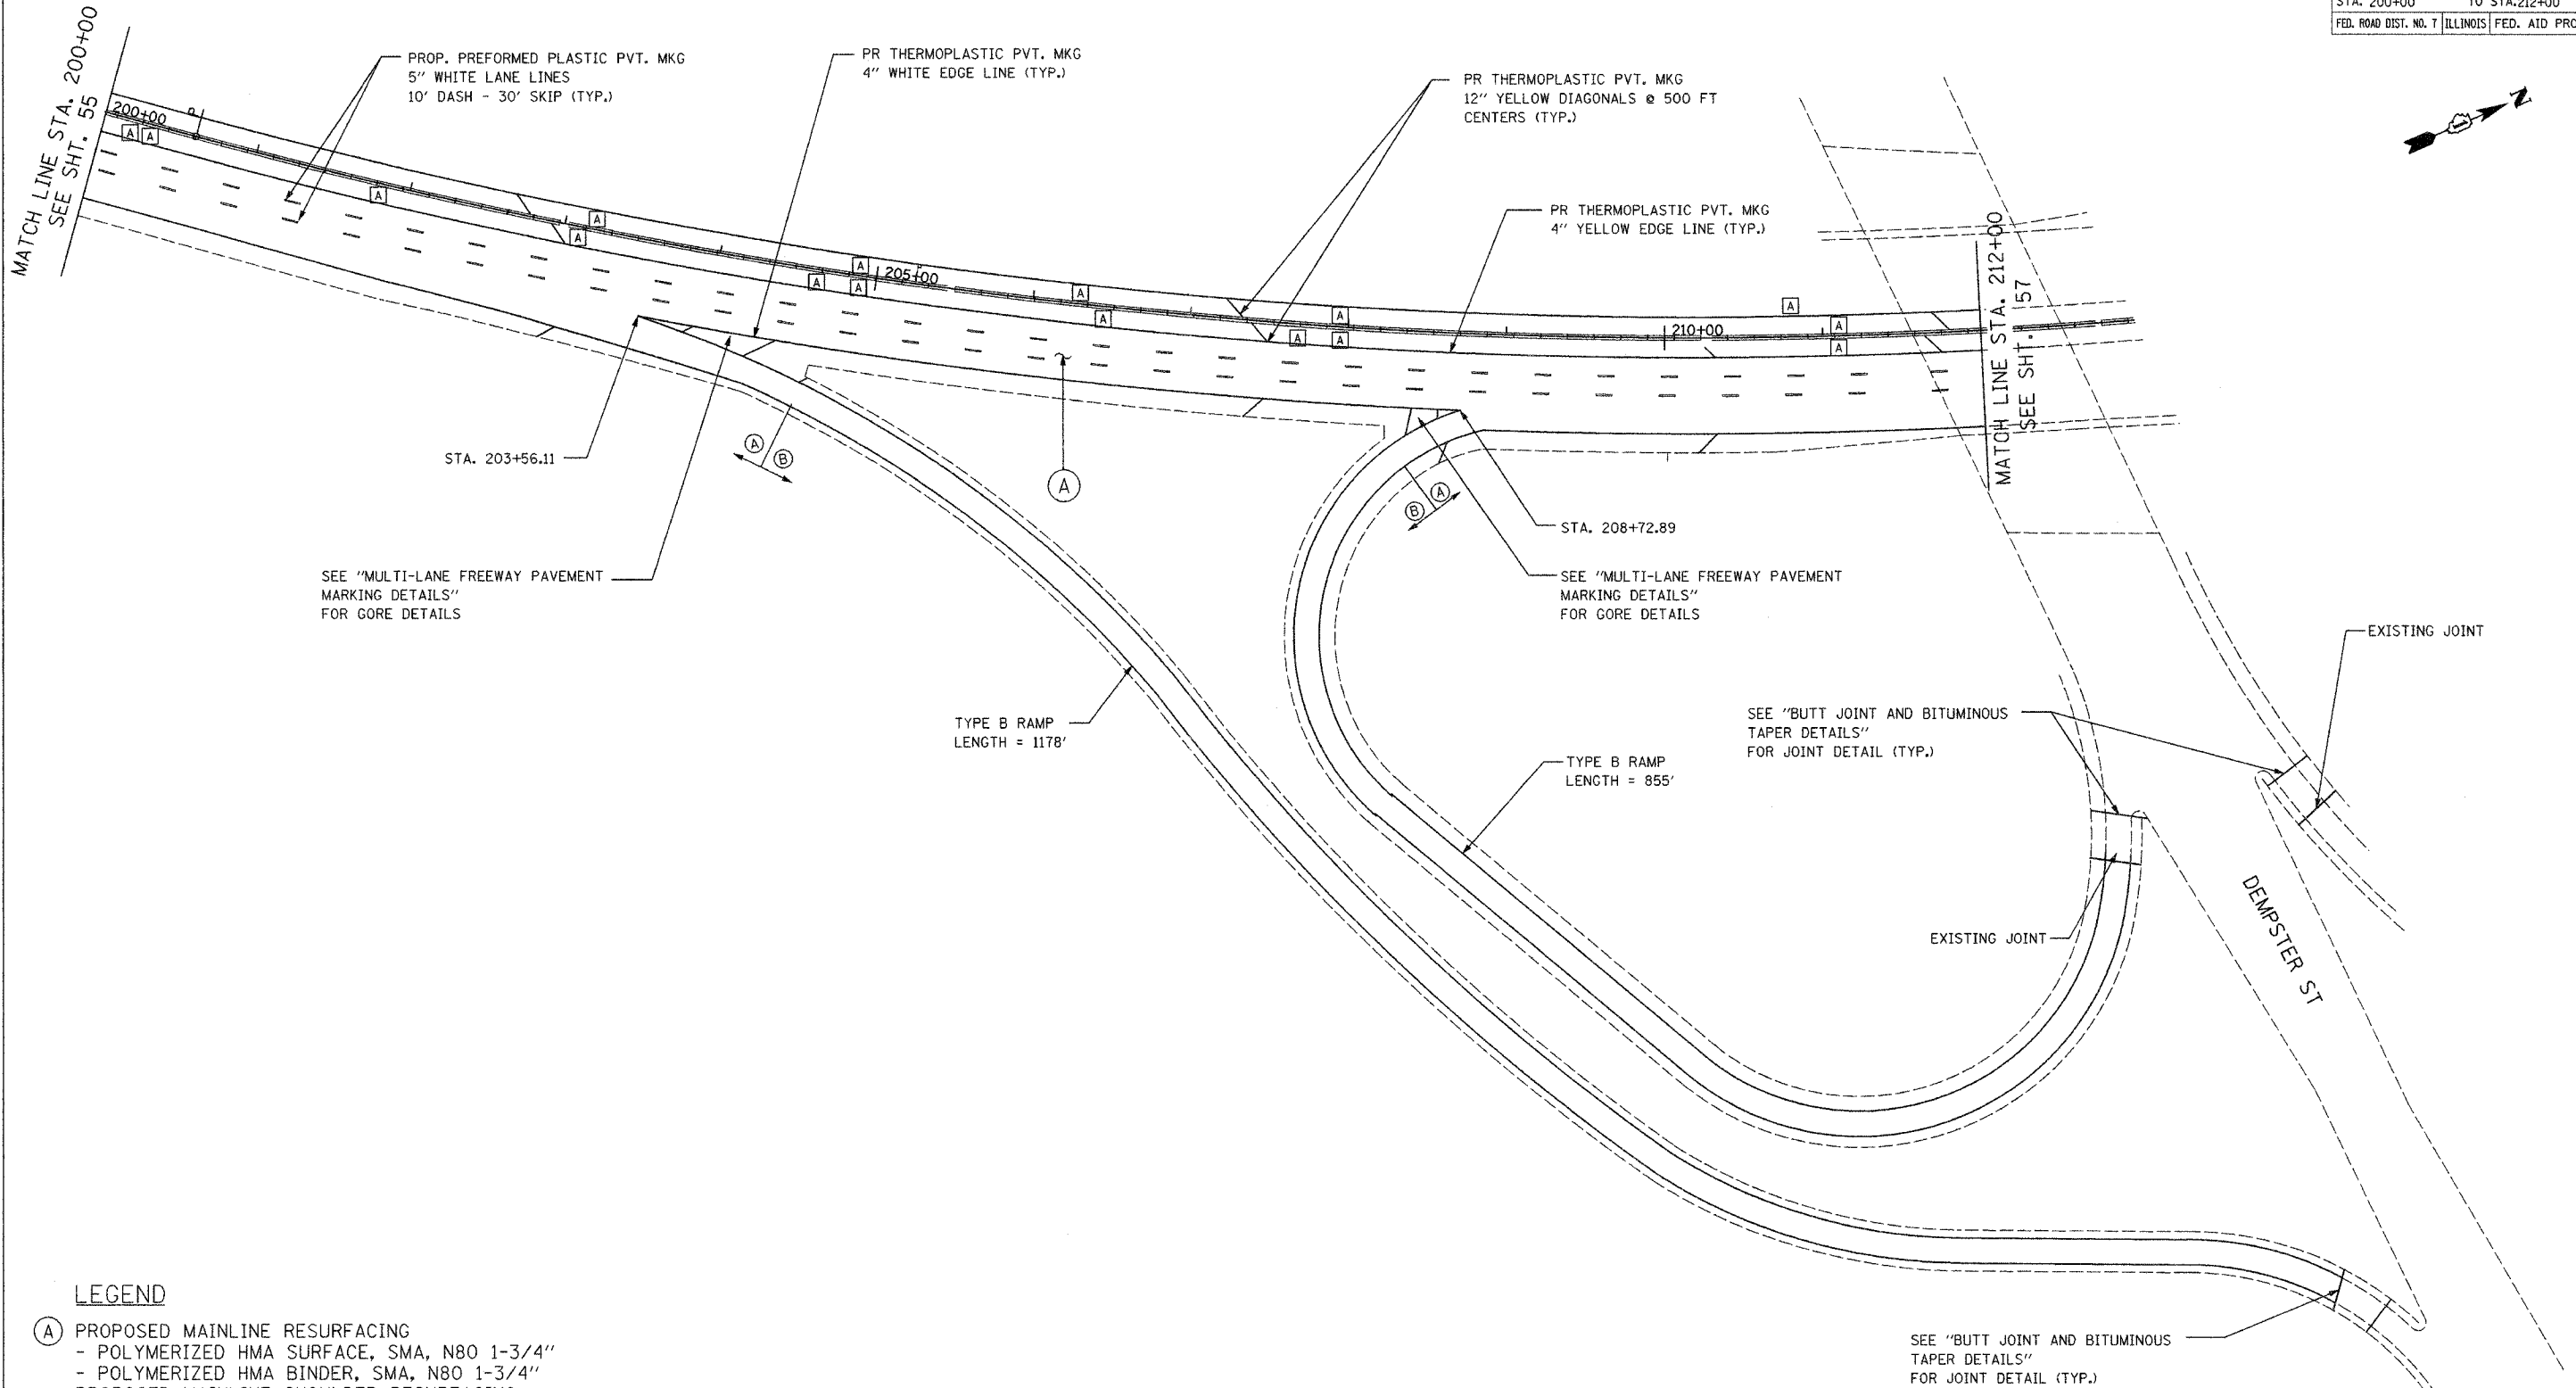 STA. 200+00 TO STA.212+00
FED. ROAD DIST. NO. 7 ILLINOIS FED. AID PRO
MATCH LINE STA. 200+00
SEE SHT. 55
PROP. PREFORMED PLASTIC PVT. MKG
5" WHITE LANE LINES
10' DASH - 30' SKIP (TYP.)
PR THERMOPLASTIC PVT. MKG
4" WHITE EDGE LINE (TYP.)
PR THERMOPLASTIC PVT. MKG
12" YELLOW DIAGONALS @ 500 FT
CENTERS (TYP.)
PR THERMOPLASTIC PVT. MKG
4" YELLOW EDGE LINE (TYP.)
N
200+00
A A
A
A
A
A
A
A
205+00
A
A
A
A
A
A
A
A
A
210+00
MATCH LINE STA. 212+00
SEE SHT. 57
STA. 203+56.11
A B
A
B A
STA. 208+72.89
SEE "MULTI-LANE FREEWAY PAVEMENT
MARKING DETAILS"
FOR GORE DETAILS
SEE "MULTI-LANE FREEWAY PAVEMENT
MARKING DETAILS"
FOR GORE DETAILS
EXISTING JOINT
TYPE B RAMP
LENGTH = 1178'
TYPE B RAMP
LENGTH = 855'
SEE "BUTT JOINT AND BITUMINOUS
TAPER DETAILS"
FOR JOINT DETAIL (TYP.)
EXISTING JOINT
DEMPSTER ST
LEGEND
A PROPOSED MAINLINE RESURFACING
- POLYMERIZED HMA SURFACE, SMA, N80 1-3/4"
- POLYMERIZED HMA BINDER, SMA, N80 1-3/4"
SEE "BUTT JOINT AND BITUMINOUS
TAPER DETAILS"
FOR JOINT DETAIL (TYP.)